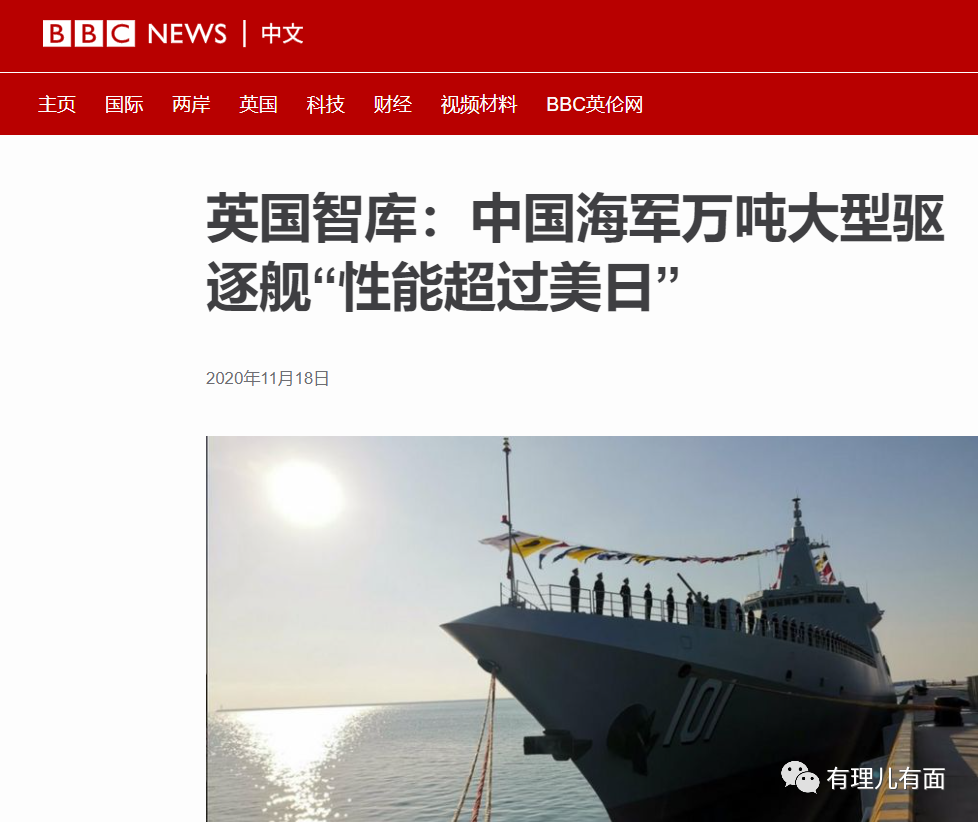 BBC NEWS | 中文
主页 国际 两岸 英国 科技 财经 视频材料 BBC英伦网
英国智库：中国海军万吨大型驱
逐舰“性能超过美日”
2020年11月18日
101
有理儿有面